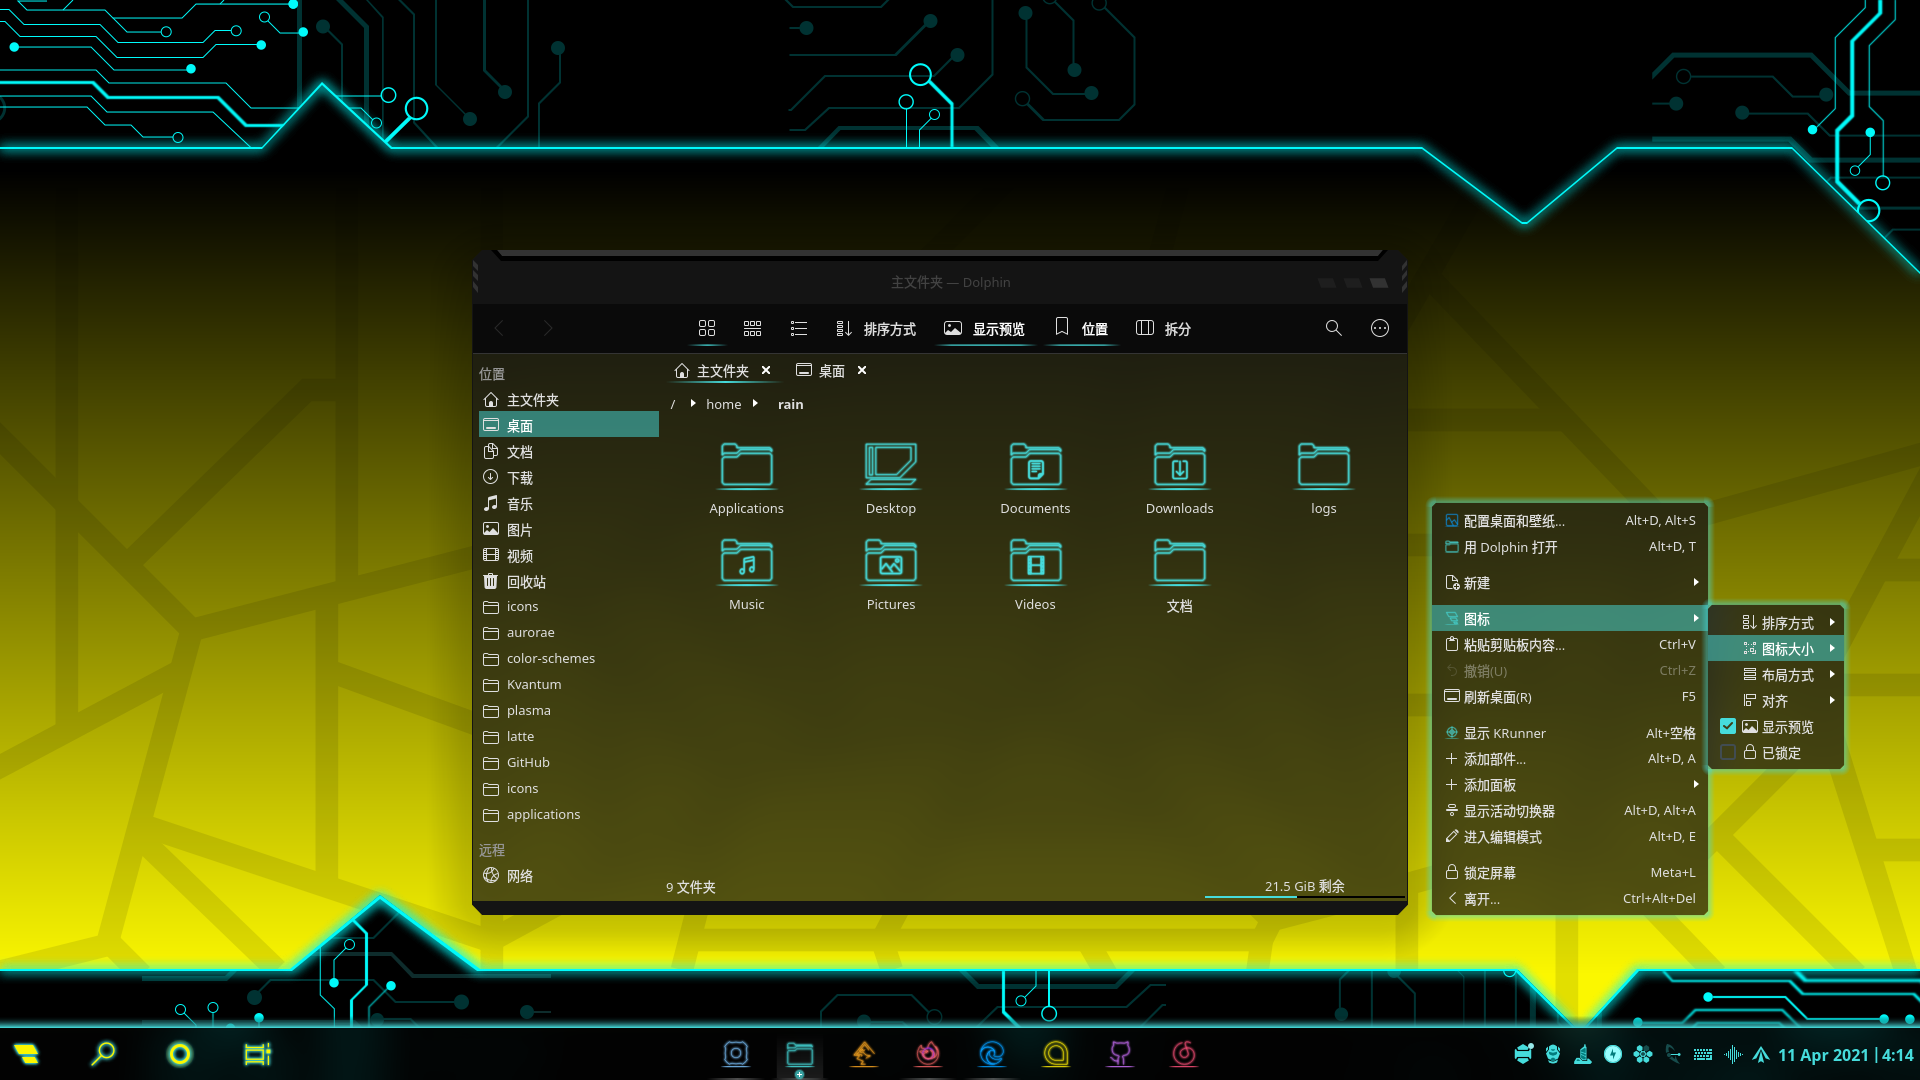 主文件夹 — Dolphin
排序方式 显示预览 位置 拆分
位置
主文件夹
桌面
文档
下载
音乐
图片
视频
回收站
icons
aurorae
color-schemes
Kvantum
plasma
latte
GitHub
icons
applications
远程
网络
主文件夹 桌面
/ home rain
Applications Desktop Documents Downloads logs
Music Pictures Videos 文档
9 文件夹 21.5 GiB 剩余
配置桌面和壁纸... Alt+D, Alt+S
用 Dolphin 打开 Alt+D, T
新建
图标
粘贴剪贴板内容... Ctrl+V
撤销(U) Ctrl+Z
刷新桌面(R) F5
显示 KRunner Alt+空格
添加部件... Alt+D, A
添加面板
显示活动切换器 Alt+D, Alt+A
进入编辑模式 Alt+D, E
锁定屏幕 Meta+L
离开... Ctrl+Alt+Del
排序方式
图标大小
布局方式
对齐
显示预览
已锁定
11 Apr 2021 | 4:14